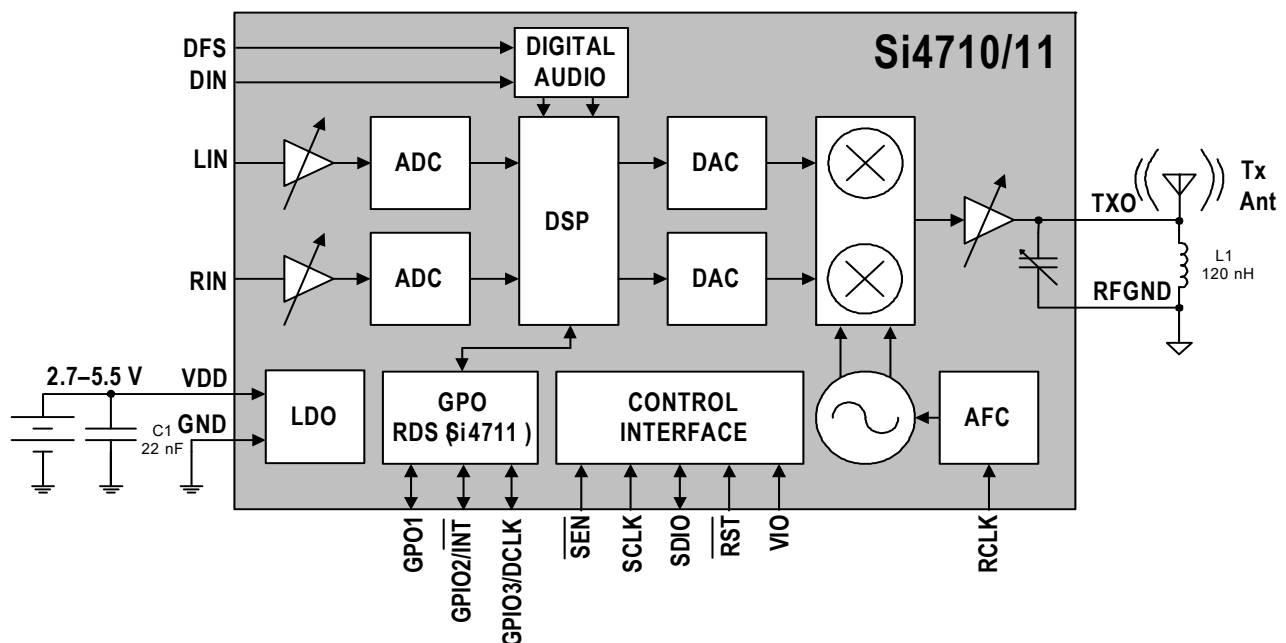 Si4710/11
DFS
DIN
DIGITAL
AUDIO
LIN
ADC
DSP
DAC
TXO
Tx
Ant
RIN
ADC
DAC
RFGND
L1
120 nH
2.7–5.5 V
VDD
GND
C1
22 nF
LDO
GPO
RDS (Si4711)
CONTROL
INTERFACE
AFC
GPO1
GPIO2/INT
GPIO3/DCLK
SEN
SCLK
SDIO
RST
VIO
RCLK